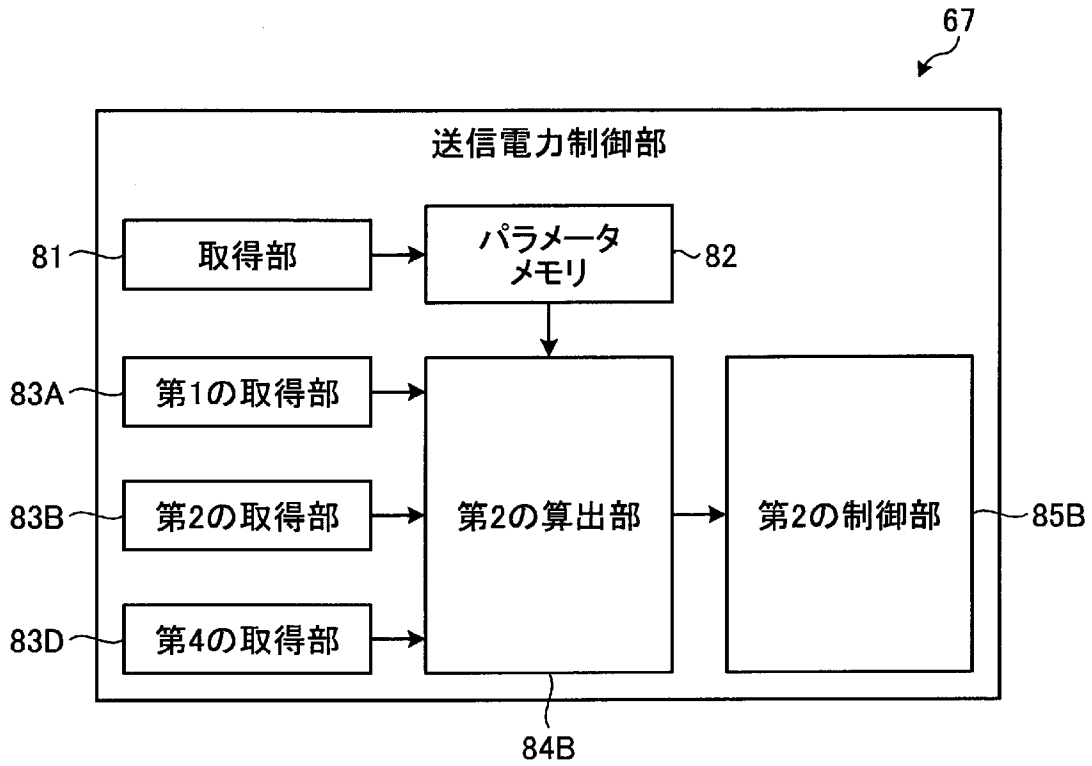 67
送信電力制御部
81
取得部
パラメータ
メモリ
82
83A
第1の取得部
83B
第2の取得部
第2の算出部
第2の制御部
85B
83D
第4の取得部
84B